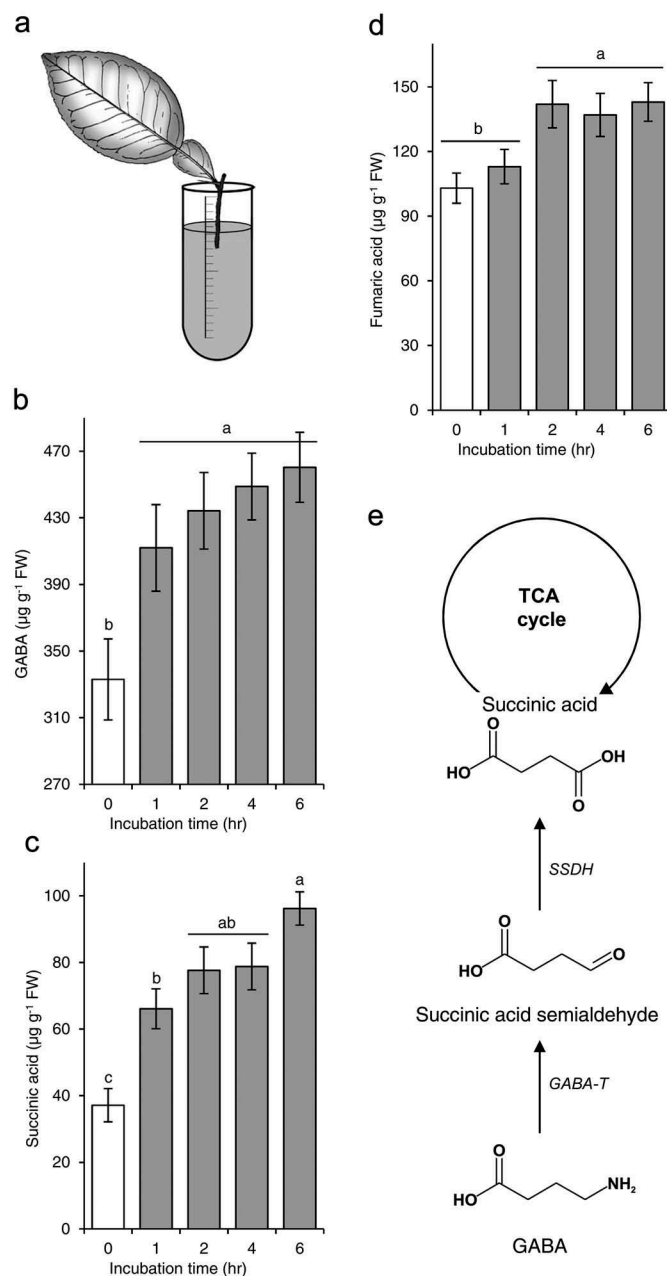 a
b
GABA (µg g⁻¹ FW)
470
430
390
350
310
270
b
a
0 1 2 4 6
Incubation time (hr)
c
Succinic acid (µg g⁻¹ FW)
100
80
60
40
20
0
c
b
ab
a
0 1 2 4 6
Incubation time (hr)
d
Fumaric acid (µg g⁻¹ FW)
150
120
90
60
30
0
b
a
0 1 2 4 6
Incubation time (hr)
e
TCA
cycle
Succinic acid
O
HO
OH
O
SSDH
O
HO
O
Succinic acid semialdehyde
GABA-T
O
HO
NH₂
GABA